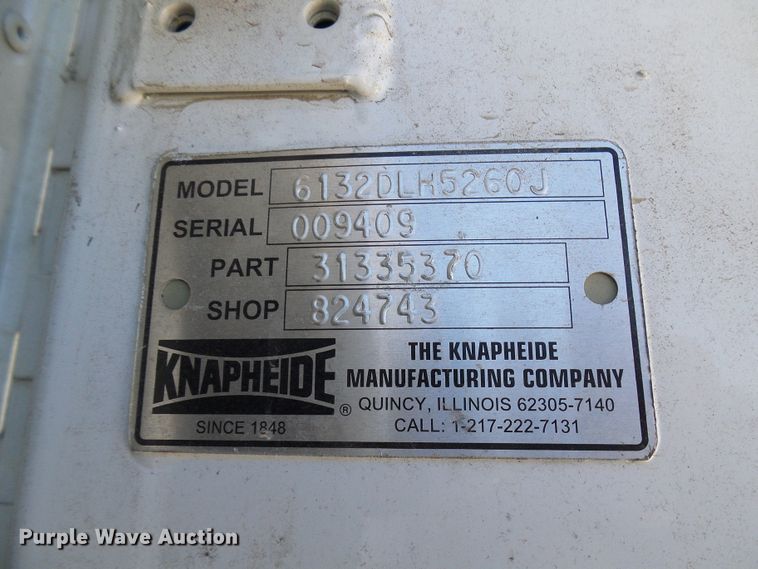 MODEL 6132DLH5260J
SERIAL 009409
PART 31335370
SHOP 824743
KNAPHEIDE ®
SINCE 1848
THE KNAPHEIDE
MANUFACTURING COMPANY
QUINCY, ILLINOIS 62305-7140
CALL: 1-217-222-7131
Purple Wave Auction